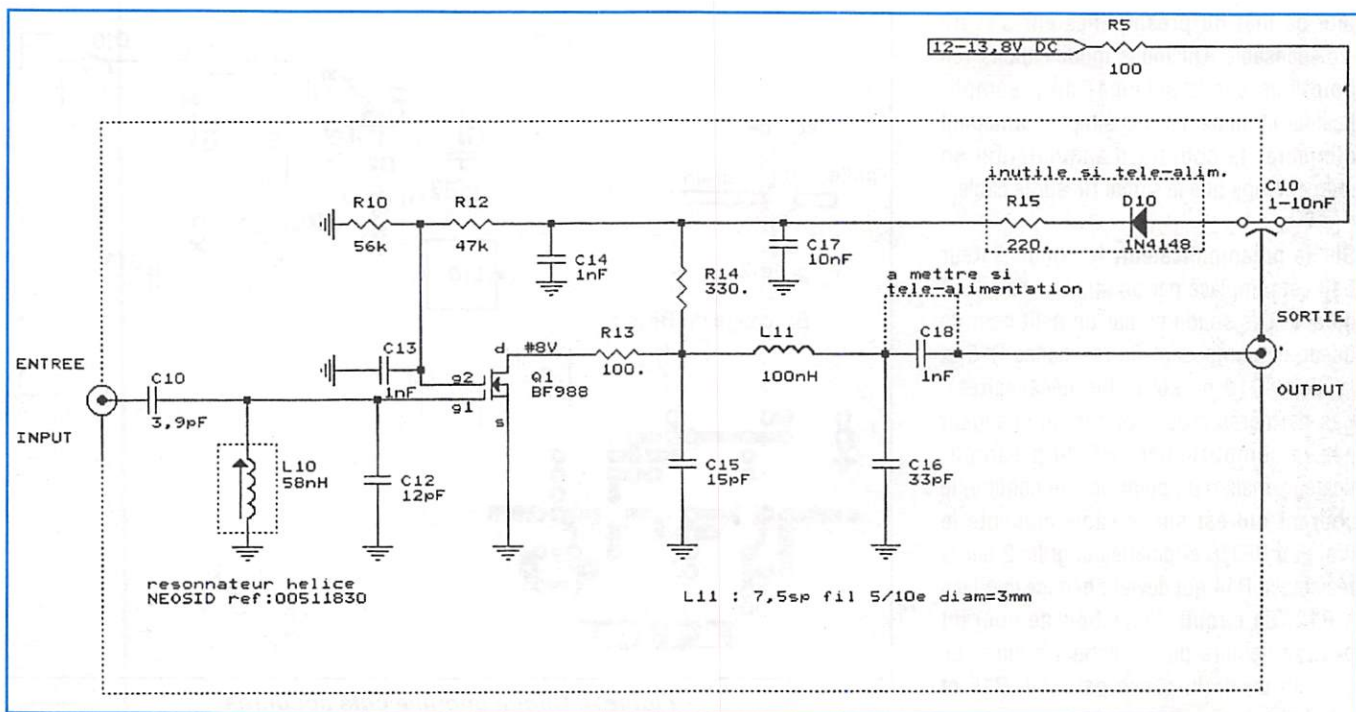 R5
12-13,8V DC
100
inutile si tele-alim.
R10
R12
R15
D10
C10
1-10nF
56k
47k
C14
1nF
C17
10nF
220.
1N4148
R14
330.
a mettre si
tele-alimentation
SORTIE
C13
d
#8V
R13
L11
C18
ENTREE
C10
1nF
g2
Q1
BF988
100.
100nH
1nF
OUTPUT
g1
3,9pF
INPUT
s
L10
58nH
C12
12pF
C15
15pF
C16
33pF
resonnateur helice
NEOSID ref:00511830
L11 : 7,5sp fil 5/10e diam=3mm